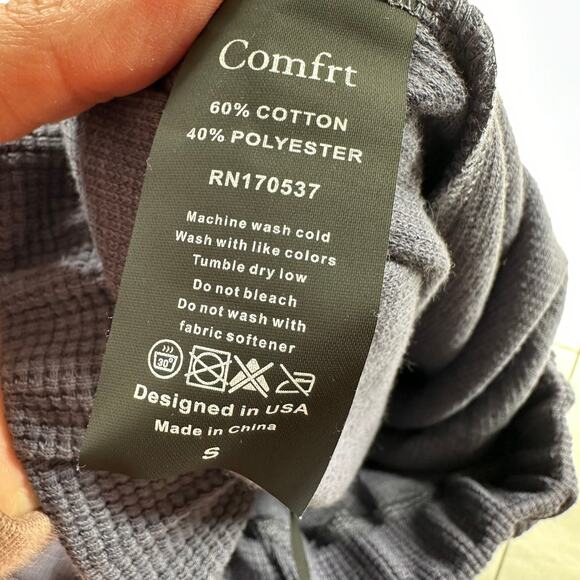 Comfrt
60% COTTON
40% POLYESTER
RN170537
Machine wash cold
Wash with like colors
Tumble dry low
Do not bleach
Do not wash with
fabric softener
30°
Designed in USA
Made in China
S